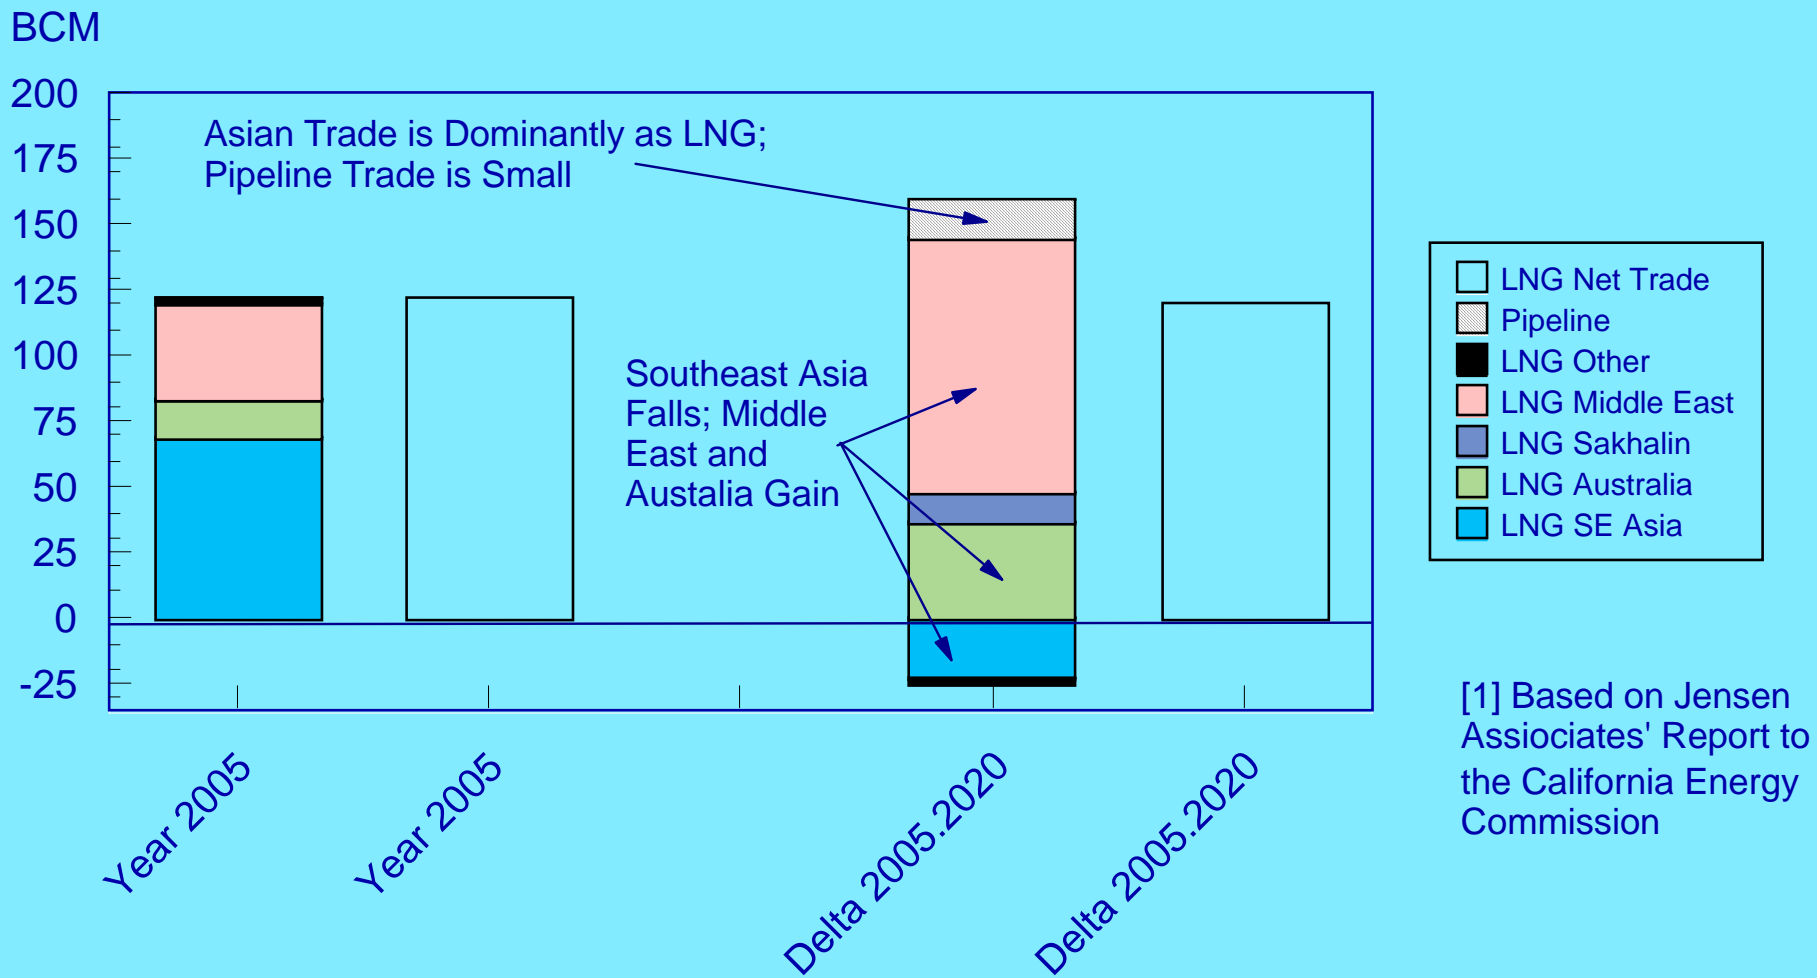 BCM
200
175
150
125
100
75
50
25
0
-25
Asian Trade is Dominantly as LNG;
Pipeline Trade is Small
Southeast Asia
Falls; Middle
East and
Austalia Gain
Year 2005
Year 2005
Delta 2005.2020
Delta 2005.2020
LNG Net Trade
Pipeline
LNG Other
LNG Middle East
LNG Sakhalin
LNG Australia
LNG SE Asia
[1] Based on Jensen
Assiociates' Report to
the California Energy
Commission